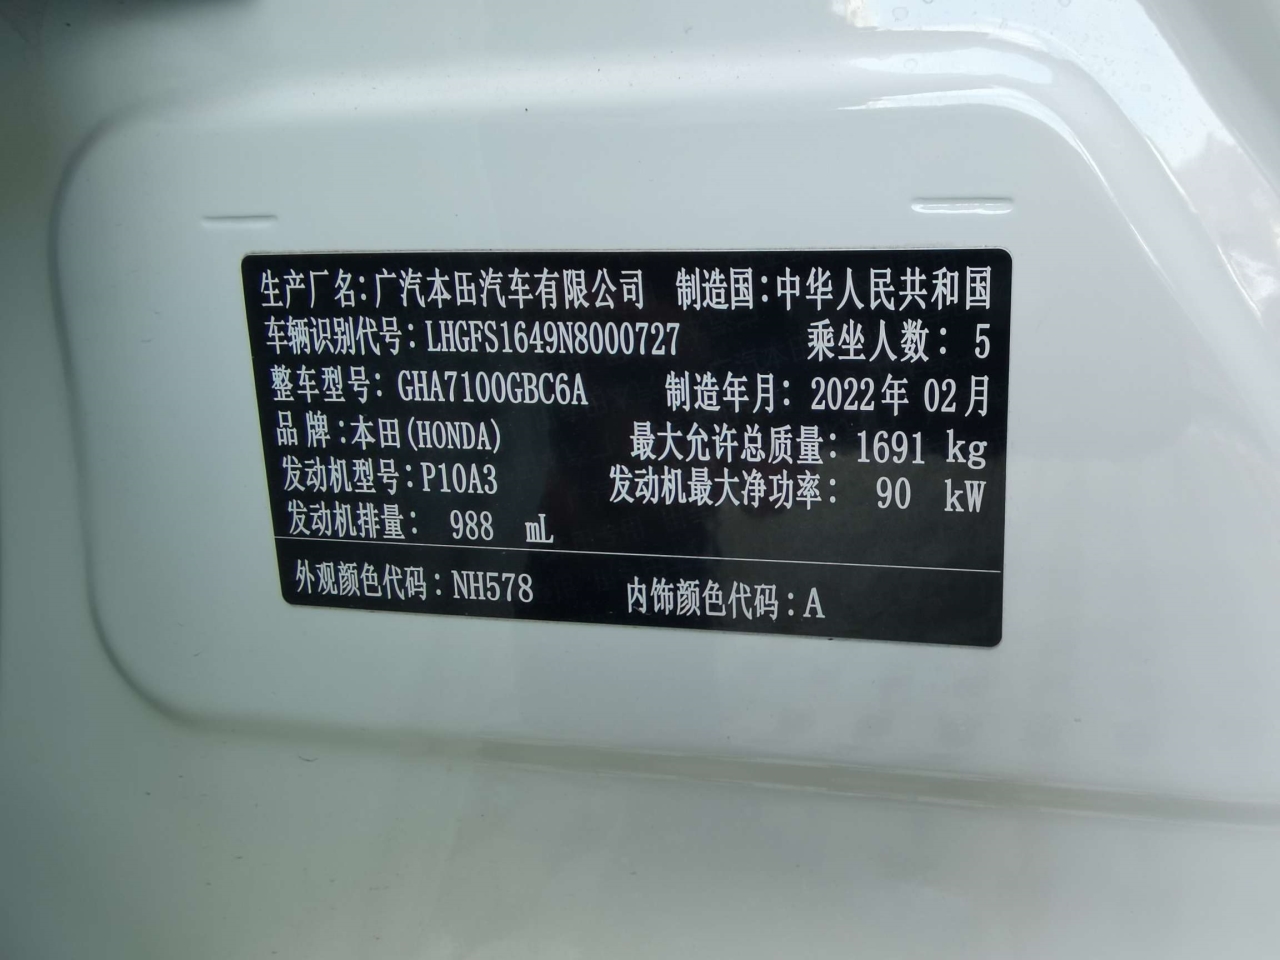 生产厂名：广汽本田汽车有限公司 制造国：中华人民共和国
车辆识别代号：LHGFS1649N8000727 乘坐人数：5
整车型号：GHA7100GBC6A 制造年月：2022年02月
品牌：本田(HONDA) 最大允许总质量：1691 kg
发动机型号：P10A3 发动机最大净功率：90 kW
发动机排量：988 mL
外观颜色代码：NH578 内饰颜色代码：A